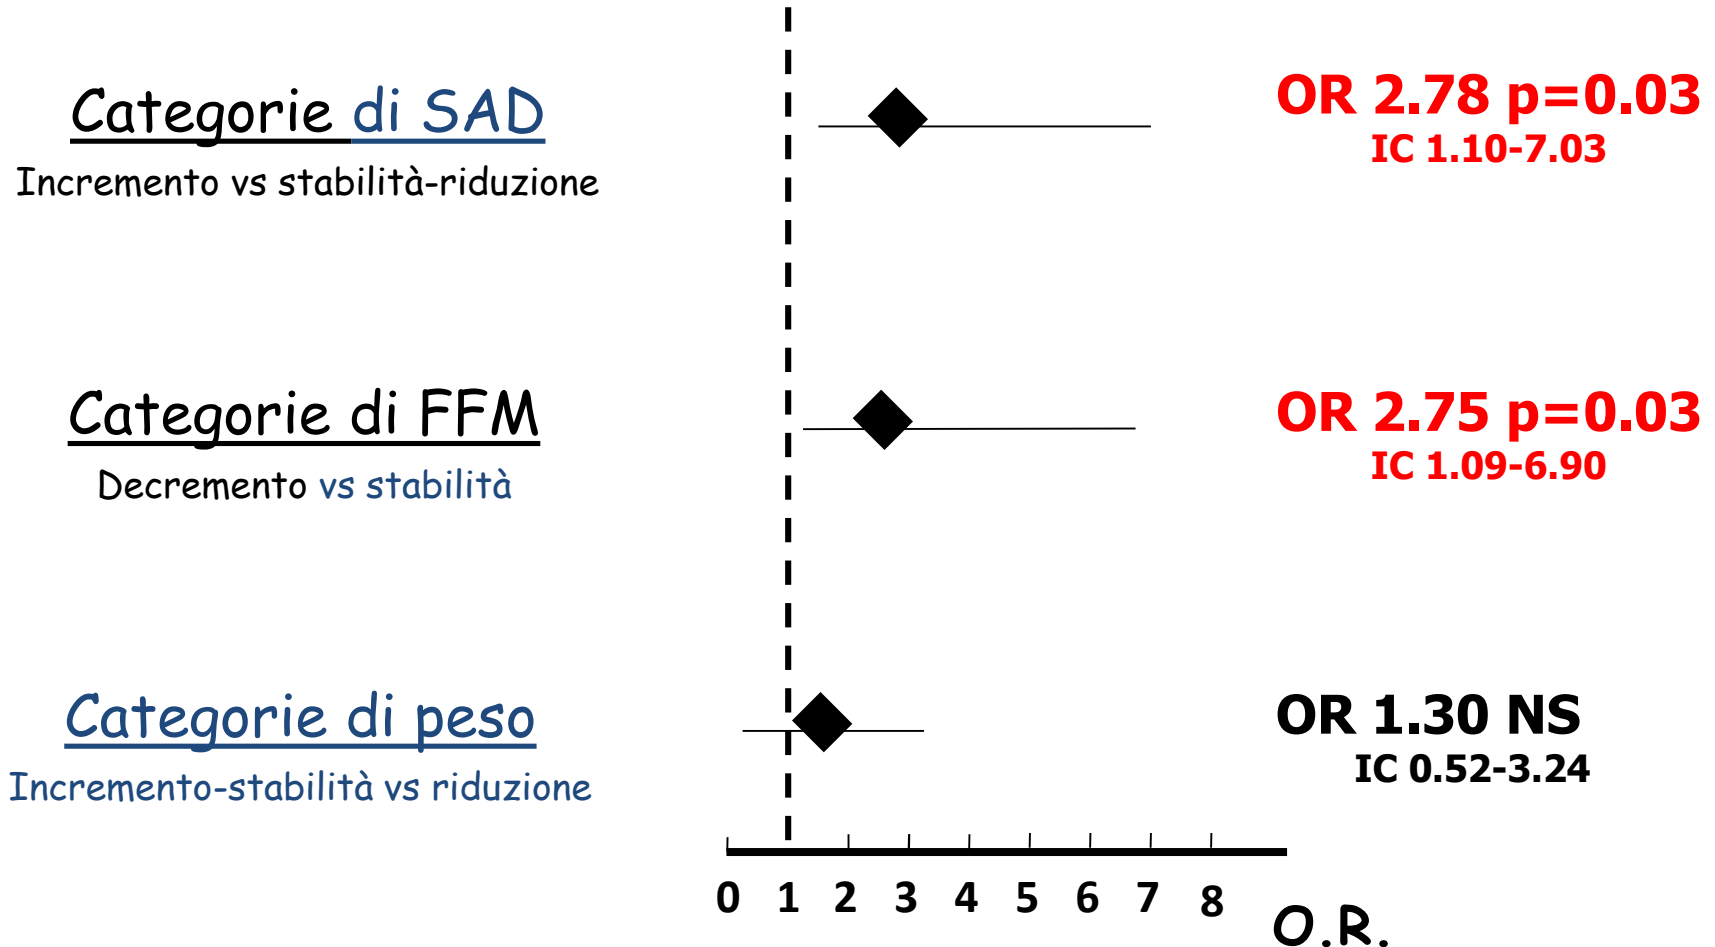 Categorie di SAD
Incremento vs stabilità-riduzione
OR 2.78 p=0.03
IC 1.10-7.03
Categorie di FFM
Decremento vs stabilità
OR 2.75 p=0.03
IC 1.09-6.90
Categorie di peso
Incremento-stabilità vs riduzione
OR 1.30 NS
IC 0.52-3.24
0 1 2 3 4 5 6 7 8
O.R.